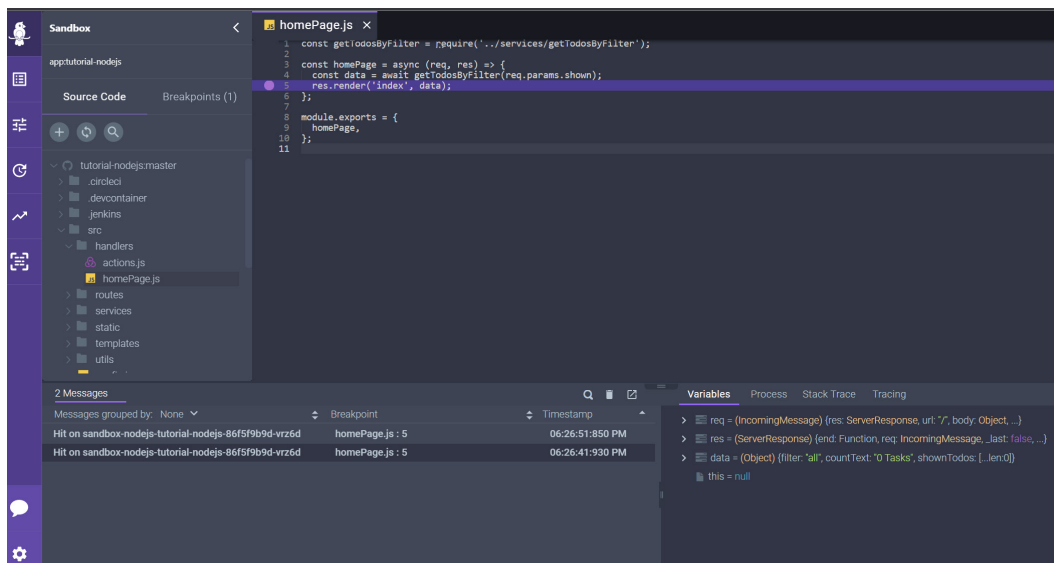 Sandbox
app:tutorial-nodejs
Source Code Breakpoints (1)
tutorial-nodejs:master
.circleci
.devcontainer
.jenkins
src
handlers
actions.js
JS homePage.js
routes
services
static
templates
utils
JS homePage.js ×
1 const getTodosByFilter = require('../services/getTodosByFilter');
2
3 const homePage = async (req, res) => {
4 const data = await getTodosByFilter(req.params.shown);
5 res.render('index', data);
6 };
7
8 module.exports = {
9 homePage,
10 };
11
2 Messages
Messages grouped by: None Breakpoint Timestamp
Hit on sandbox-nodejs-tutorial-nodejs-86f5f9b9d-vrz6d homePage.js : 5 06:26:51:850 PM
Hit on sandbox-nodejs-tutorial-nodejs-86f5f9b9d-vrz6d homePage.js : 5 06:26:41:930 PM
Variables Process Stack Trace Tracing
req = (IncomingMessage) {res: ServerResponse, url: "/", body: Object, ...}
res = (ServerResponse) {end: Function, req: IncomingMessage, _last: false, ...}
data = (Object) {filter: "all", countText: "0 Tasks", shownTodos: [...len:0]}
this = null